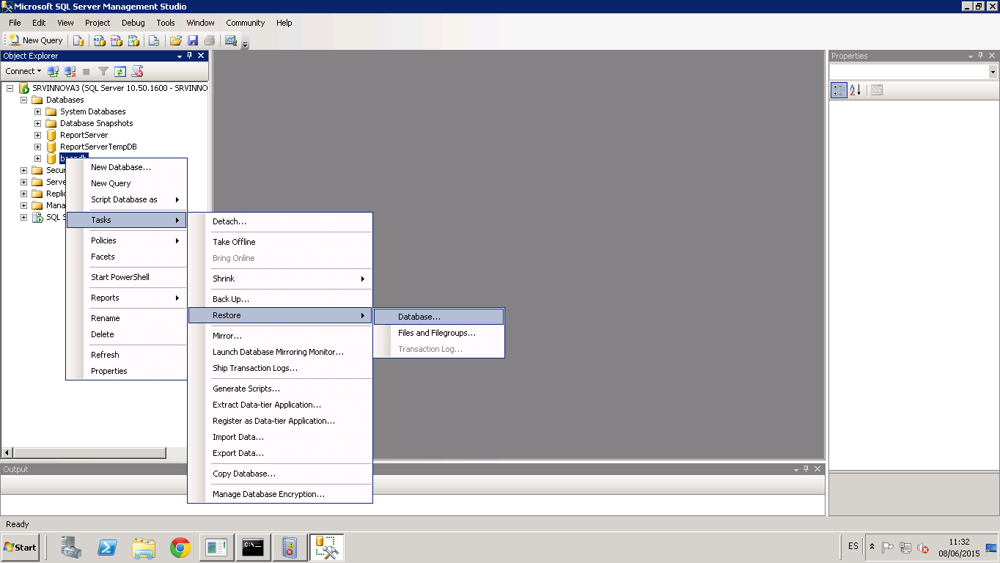 Microsoft SQL Server Management Studio
File Edit View Project Debug Tools Window Community Help
New Query
Object Explorer
Connect
SRVINNOVA3 (SQL Server 10.50.1600 - SRVINNO
Databases
System Databases
Database Snapshots
ReportServer
ReportServerTempDB
Secu
Serve
Replic
Mana
SQL S
New Database...
New Query
Script Database as
Tasks
Policies
Facets
Start PowerShell
Reports
Rename
Delete
Refresh
Properties
Detach...
Take Offline
Bring Online
Shrink
Back Up...
Restore
Mirror...
Launch Database Mirroring Monitor...
Ship Transaction Logs...
Generate Scripts...
Extract Data-tier Application...
Register as Data-tier Application...
Import Data...
Export Data...
Copy Database...
Manage Database Encryption...
Database...
Files and Filegroups...
Transaction Log...
Properties
Output
Ready
Start
ES
11:32
08/06/2015